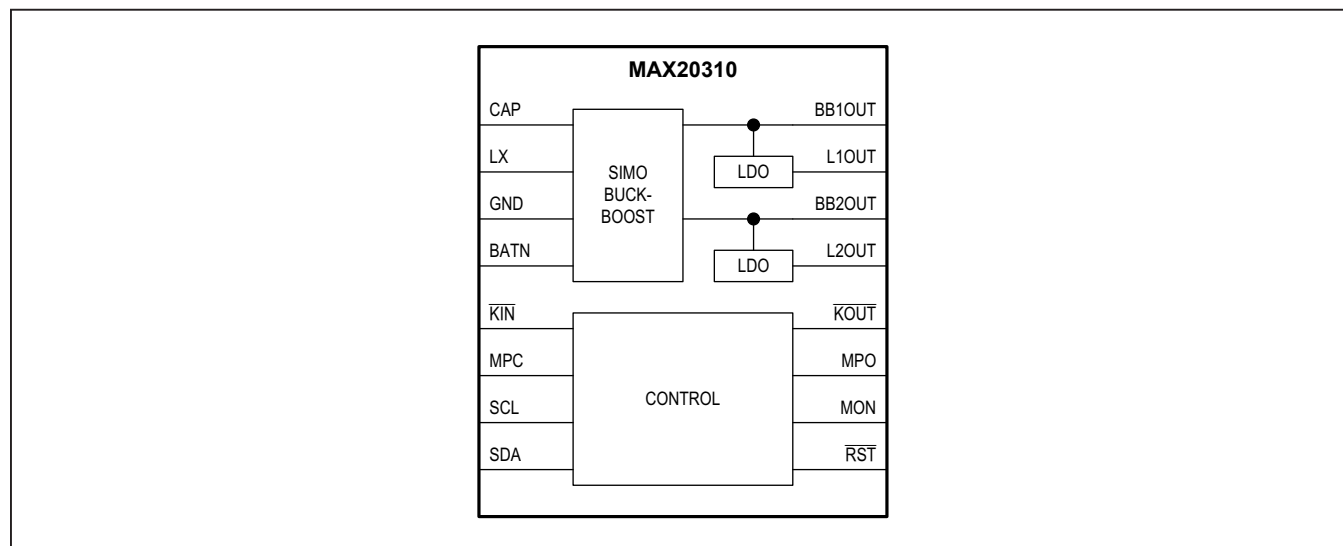 MAX20310
CAP
BB1OUT
LX
L1OUT
LDO
SIMO
BUCK-
BOOST
GND
BB2OUT
BATN
L2OUT
LDO
KIN
KOUT
MPC
MPO
CONTROL
SCL
MON
SDA
RST